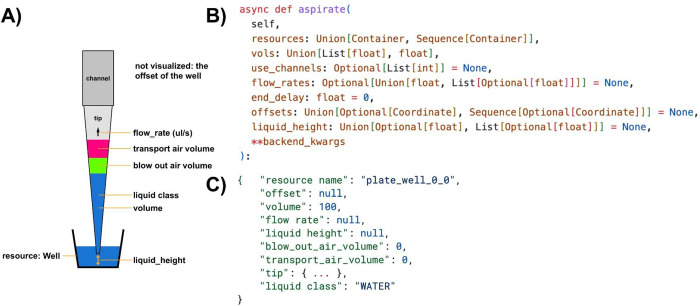 A)
not visualized: the
offset of the well
channel
tip
flow_rate (ul/s)
transport air volume
blow out air volume
liquid class
volume
resource: Well
liquid_height
B)
async def aspirate(
self,
resources: Union[Container, Sequence[Container]],
vols: Union[List[float], float],
use_channels: Optional[List[int]] = None,
flow_rates: Optional[Union[float, List[Optional[float]]]] = None,
end_delay: float = 0,
offsets: Union[Optional[Coordinate], Sequence[Optional[Coordinate]]] = None,
liquid_height: Union[Optional[float], List[Optional[float]]] = None,
**backend_kwargs
):
C)
{ "resource name": "plate_well_0_0",
"offset": null,
"volume": 100,
"flow rate": null,
"liquid height": null,
"blow_out_air_volume": 0,
"transport_air_volume": 0,
"tip": { ... },
"liquid class": "WATER"
}